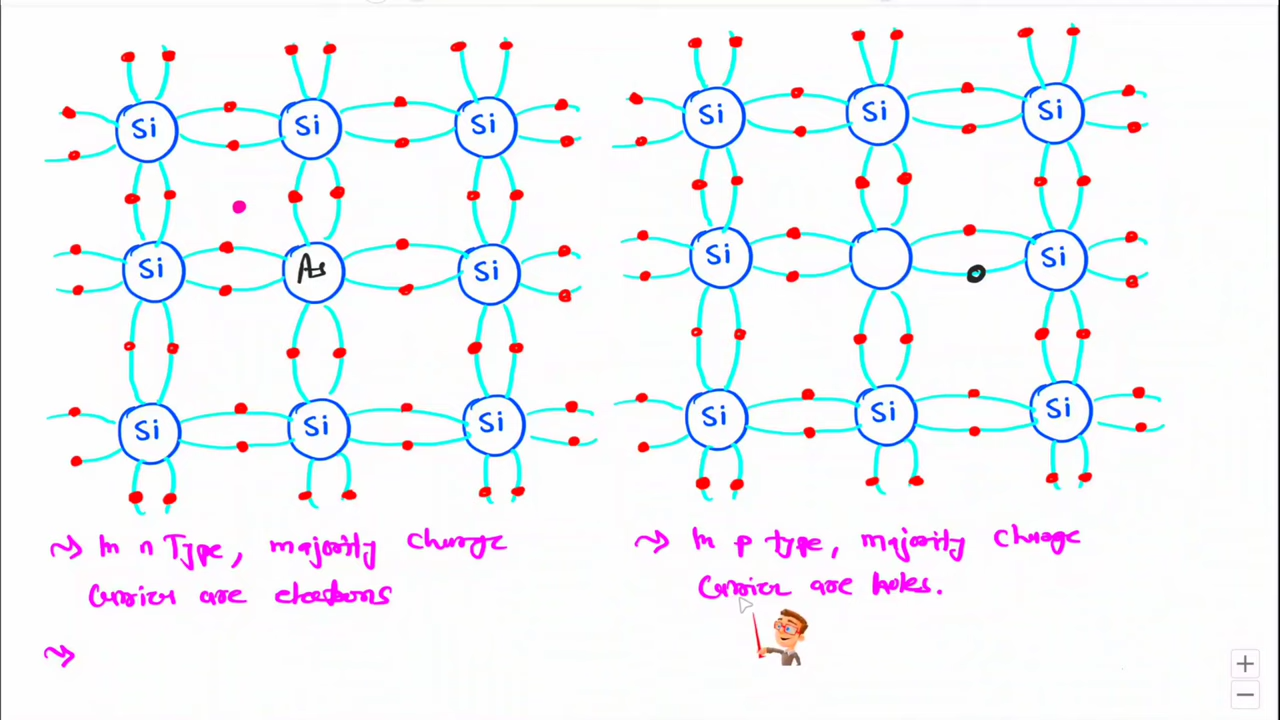 Si Si Si Si Si Si
Si As Si Si Si
Si Si Si Si Si Si
~> In n Type, majority charge
carrier are electrons
~> In p type, majority charge
carrier are holes.
~>
+
−